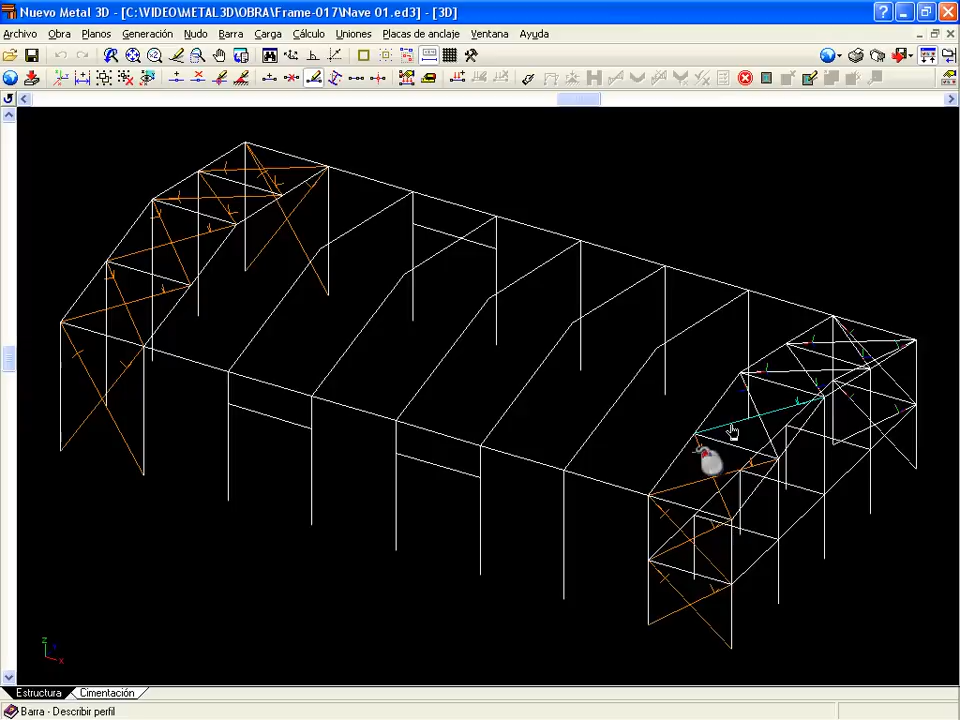 Nuevo Metal 3D - [C:\VIDEO\METAL3D\OBRA\Frame-017\Nave 01.ed3] - [3D]
Archivo Obra Planos Generación Nudo Barra Carga Cálculo Uniones Placas de anclaje Ventana Ayuda
Z
X
Estructura Cimentación
Barra - Describir perfil